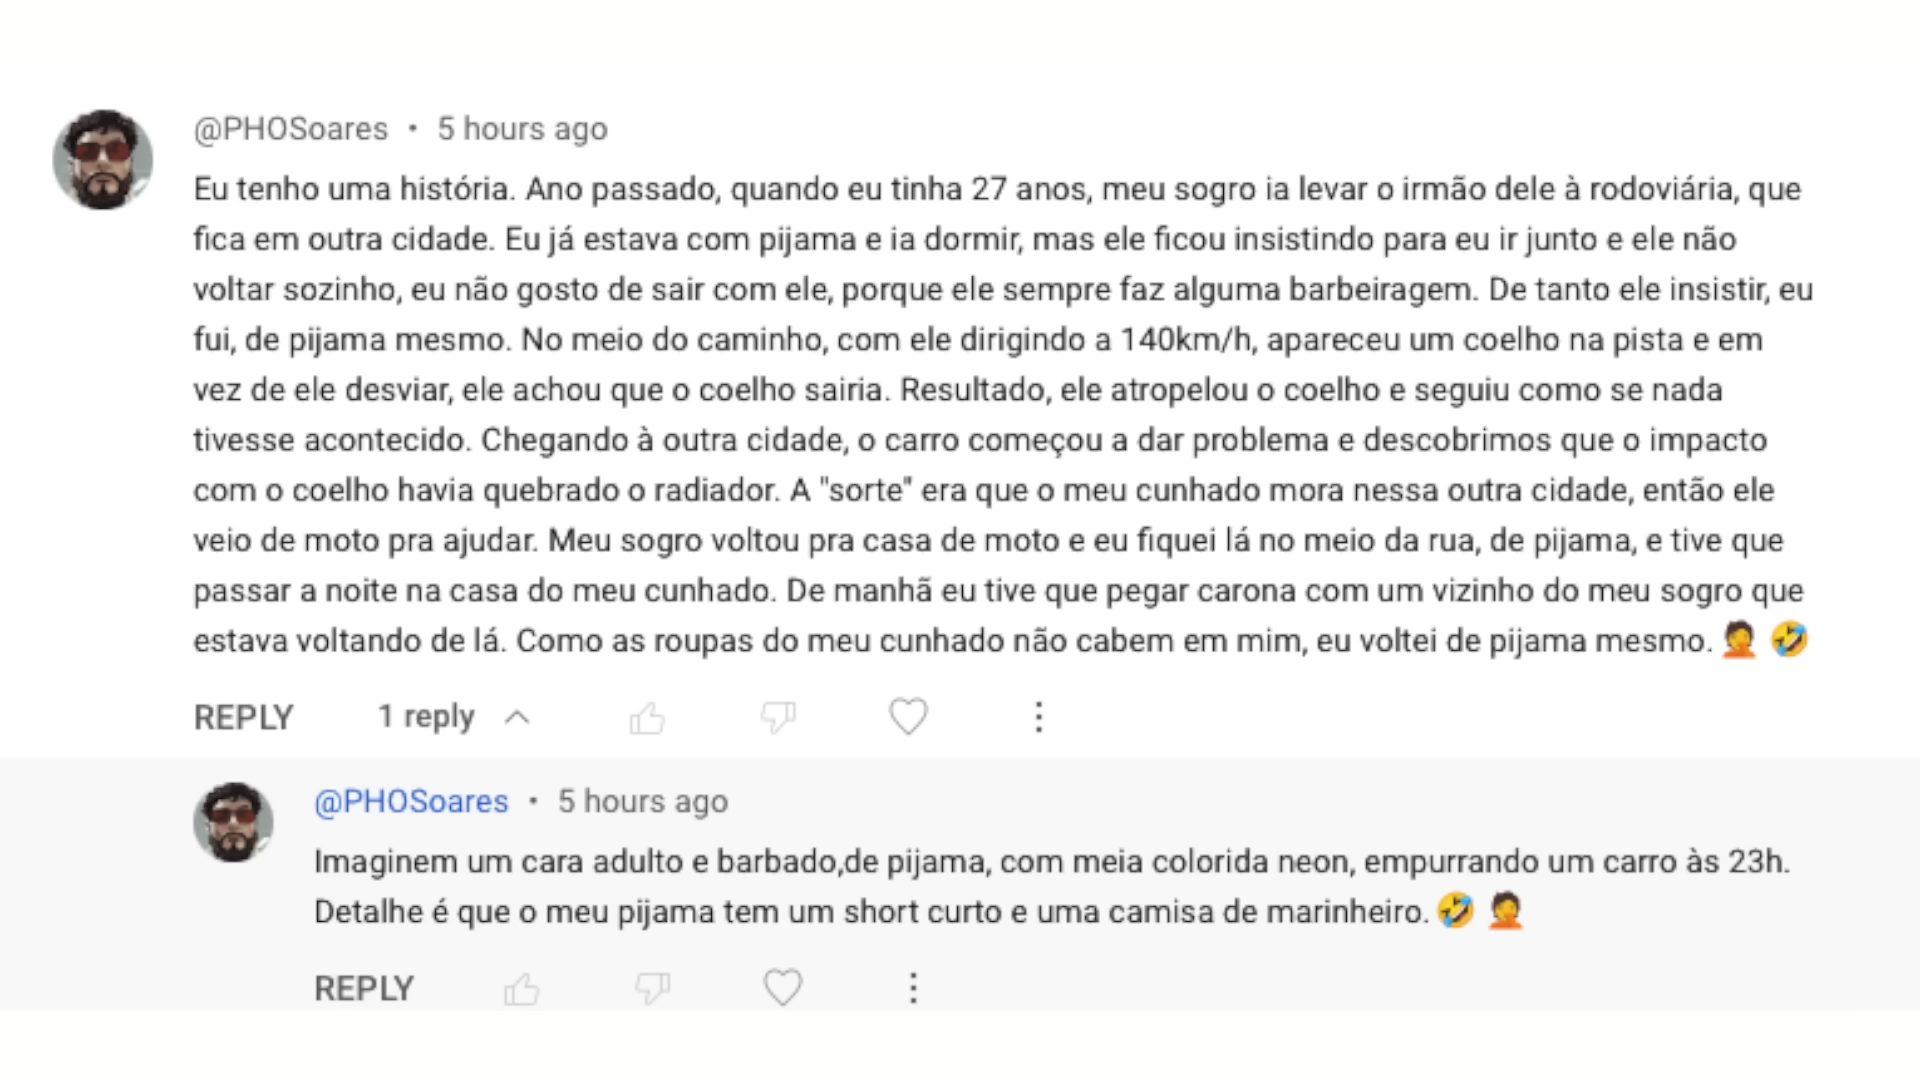 @PHOSoares • 5 hours ago
Eu tenho uma história. Ano passado, quando eu tinha 27 anos, meu sogro ia levar o irmão dele à rodoviária, que
fica em outra cidade. Eu já estava com pijama e ia dormir, mas ele ficou insistindo para eu ir junto e ele não
voltar sozinho, eu não gosto de sair com ele, porque ele sempre faz alguma barbeiragem. De tanto ele insistir, eu
fui, de pijama mesmo. No meio do caminho, com ele dirigindo a 140km/h, apareceu um coelho na pista e em
vez de ele desviar, ele achou que o coelho sairia. Resultado, ele atropelou o coelho e seguiu como se nada
tivesse acontecido. Chegando à outra cidade, o carro começou a dar problema e descobrimos que o impacto
com o coelho havia quebrado o radiador. A "sorte" era que o meu cunhado mora nessa outra cidade, então ele
veio de moto pra ajudar. Meu sogro voltou pra casa de moto e eu fiquei lá no meio da rua, de pijama, e tive que
passar a noite na casa do meu cunhado. De manhã eu tive que pegar carona com um vizinho do meu sogro que
estava voltando de lá. Como as roupas do meu cunhado não cabem em mim, eu voltei de pijama mesmo. 🤦 🤣
REPLY 1 reply
@PHOSoares • 5 hours ago
Imaginem um cara adulto e barbado,de pijama, com meia colorida neon, empurrando um carro às 23h.
Detalhe é que o meu pijama tem um short curto e uma camisa de marinheiro. 🤣 🤦
REPLY